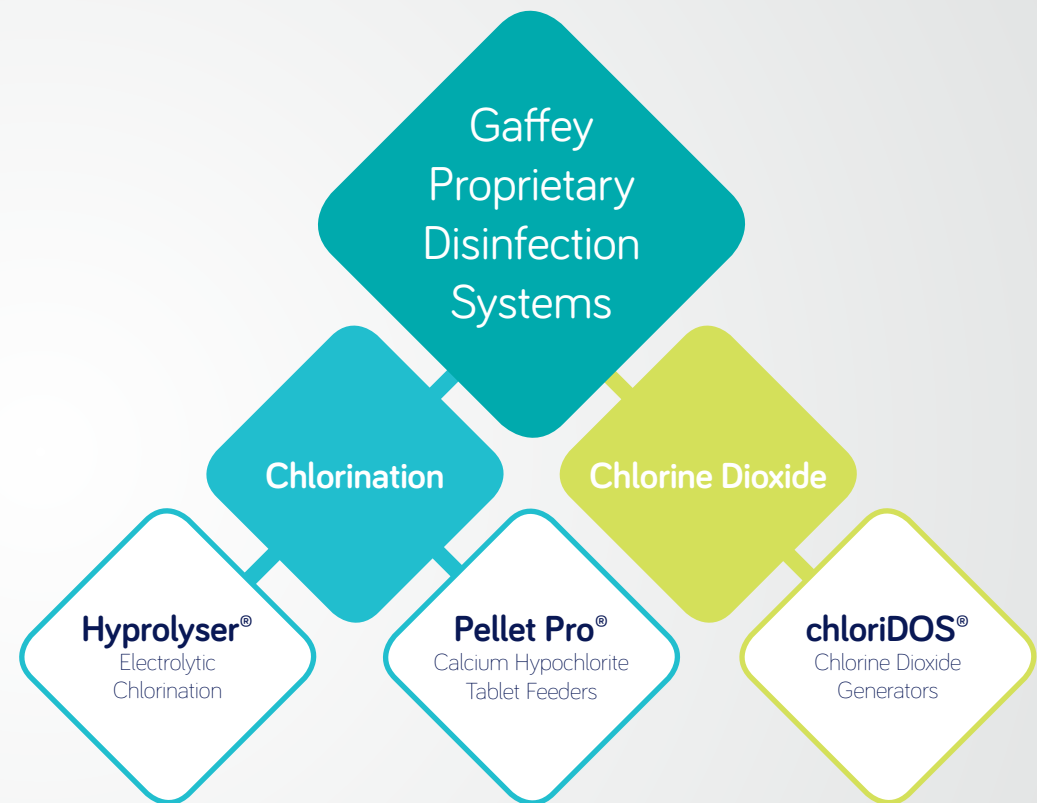 Gaffey
Proprietary
Disinfection
Systems
Chlorination
Chlorine Dioxide
Hyprolyser®
Electrolytic
Chlorination
Pellet Pro®
Calcium Hypochlorite
Tablet Feeders
chloriDOS®
Chlorine Dioxide
Generators